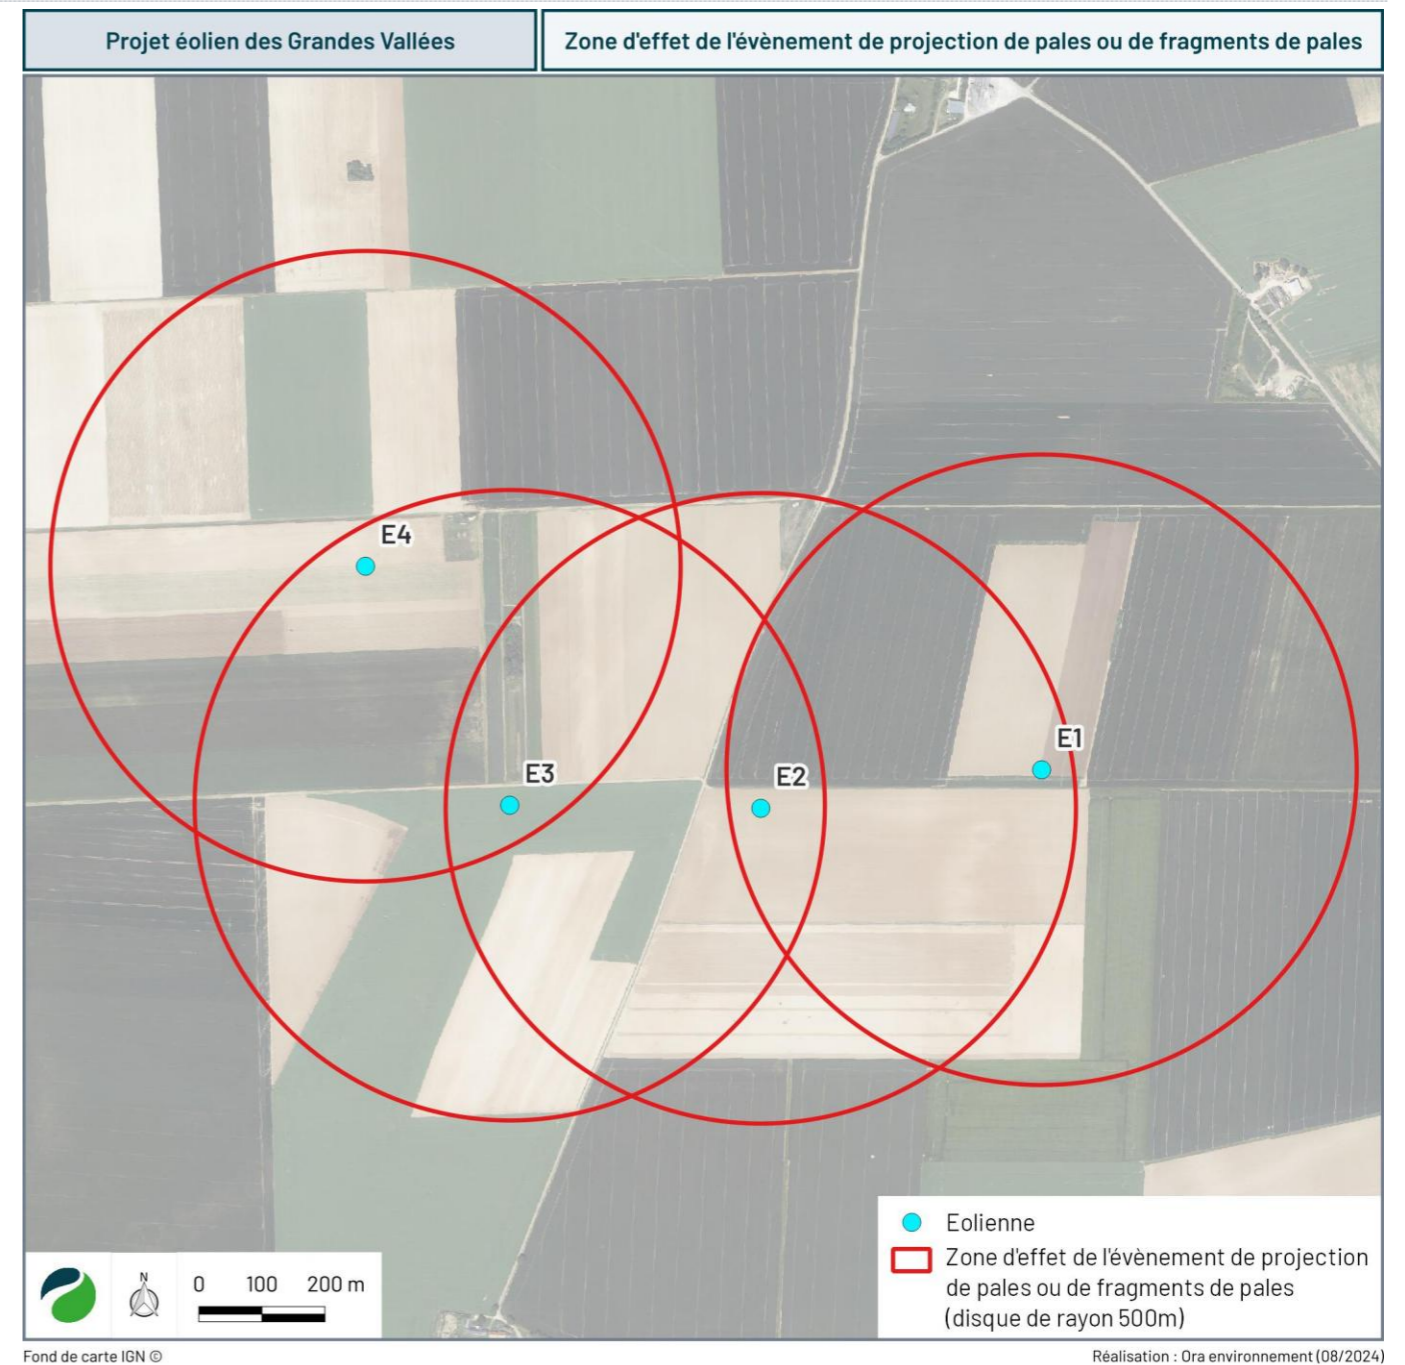 Projet éolien des Grandes Vallées
Zone d'effet de l'évènement de projection de pales ou de fragments de pales
E4
E1
E3
E2
N
0 100 200 m
Eolienne
Zone d'effet de l'évènement de projection
de pales ou de fragments de pales
(disque de rayon 500m)
Fond de carte IGN ©
Réalisation : Ora environnement (08/2024)